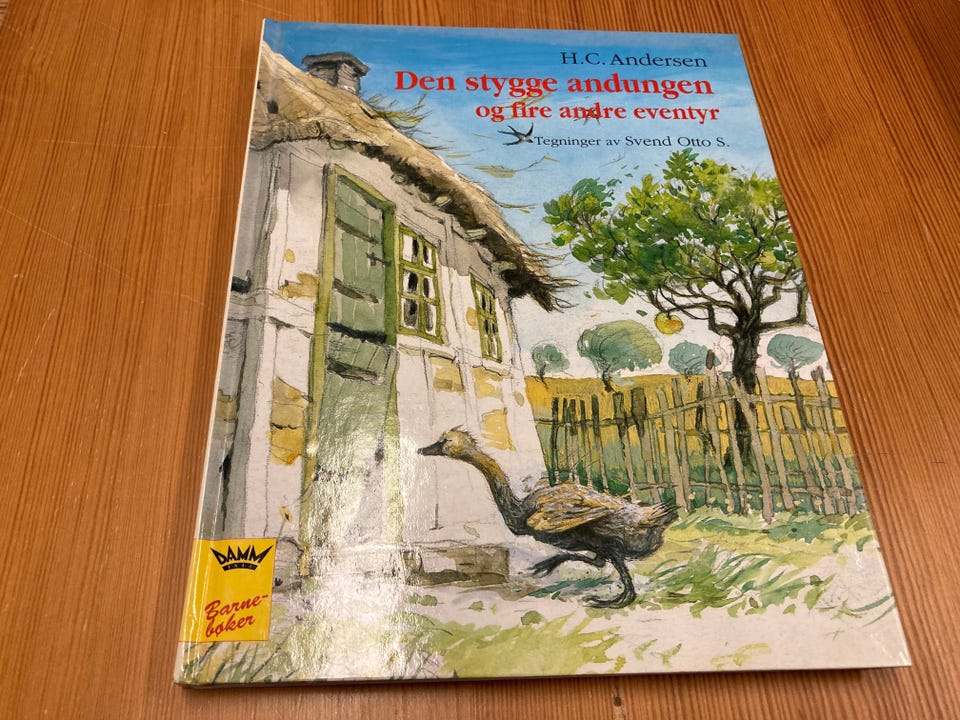 H.C. Andersen
Den stygge andungen
og fire andre eventyr
Tegninger av Svend Otto S.
DAMM
Barne-
bøker